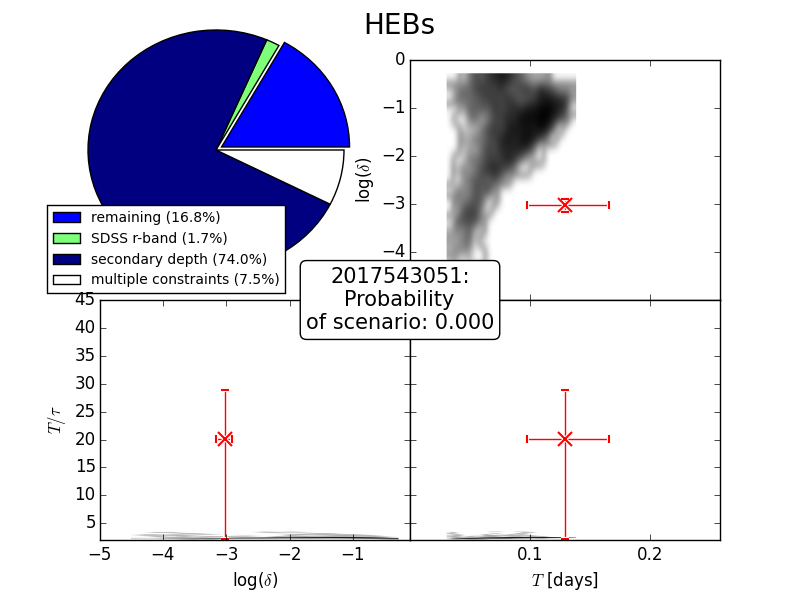 HEBs
remaining (16.8%)
SDSS r-band (1.7%)
secondary depth (74.0%)
multiple constraints (7.5%)
0
−1
−2
−3
−4
log(δ)
2017543051:
Probability
of scenario: 0.000
45
40
35
30
25
20
15
10
5
T/τ
−5 −4 −3 −2 −1
log(δ)
0.1 0.2
T [days]